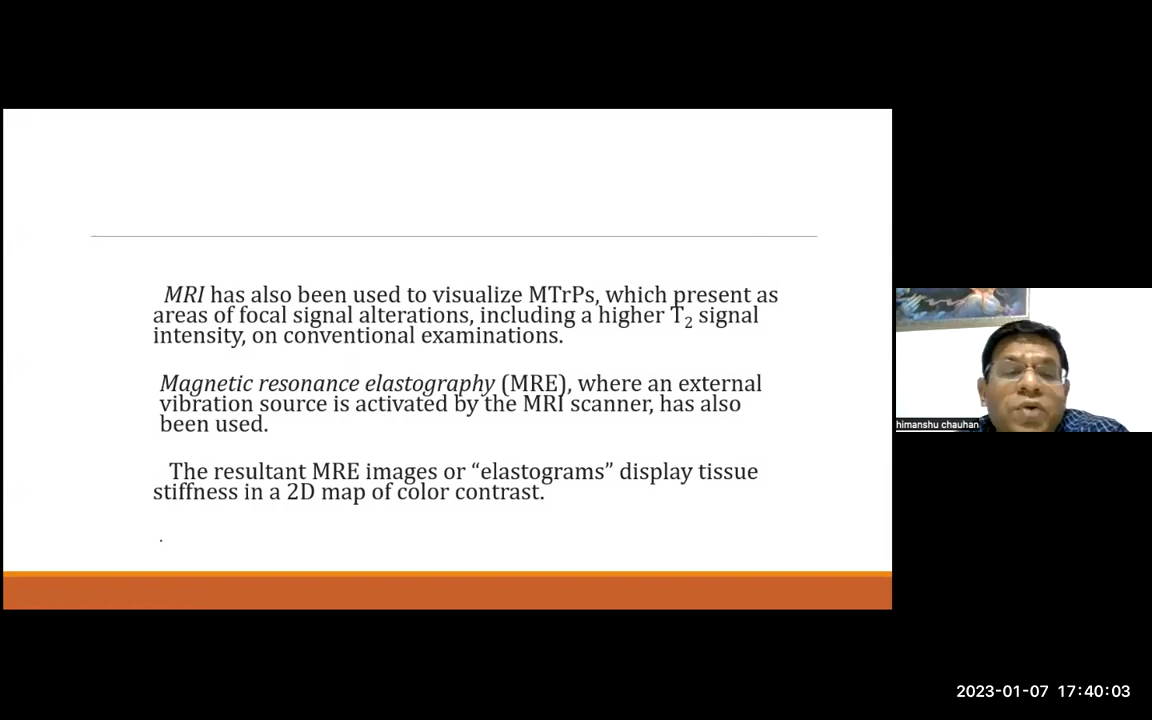 MRI has also been used to visualize MTrPs, which present as
areas of focal signal alterations, including a higher T₂ signal
intensity, on conventional examinations.
Magnetic resonance elastography (MRE), where an external
vibration source is activated by the MRI scanner, has also
been used.
The resultant MRE images or “elastograms” display tissue
stiffness in a 2D map of color contrast.
.
himanshu chauhan
2023-01-07 17:40:03